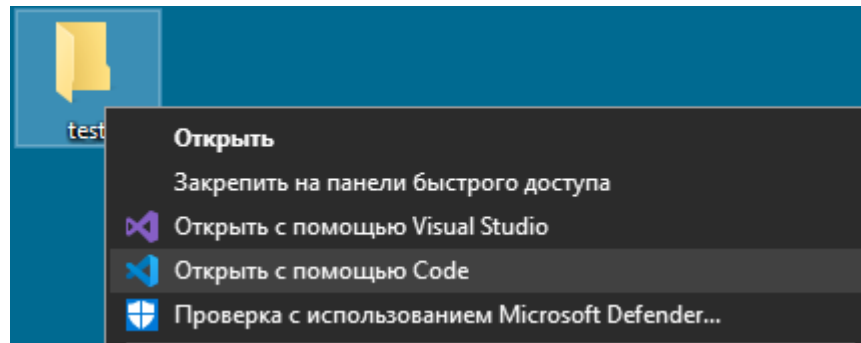 test
Открыть
Закрепить на панели быстрого доступа
Открыть с помощью Visual Studio
Открыть с помощью Code
Проверка с использованием Microsoft Defender...